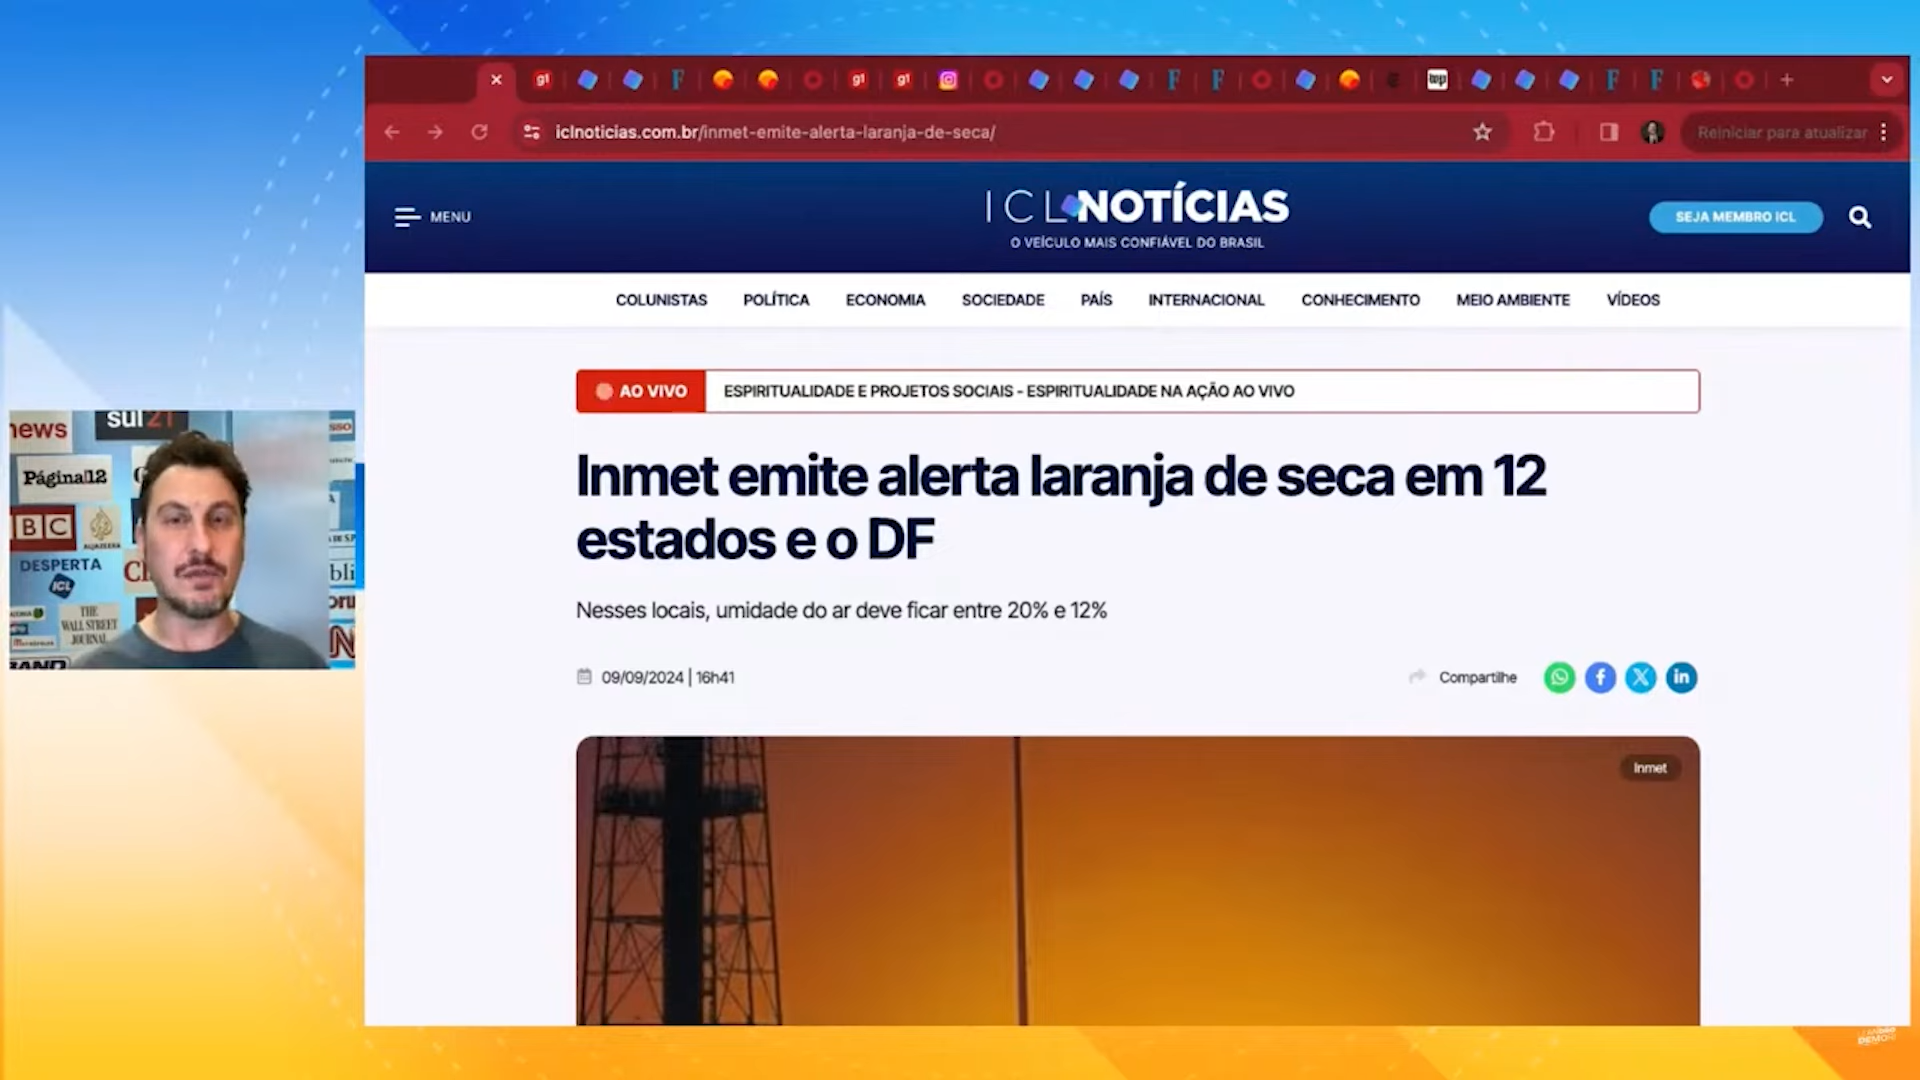 iclnoticias.com.br/inmet-emite-alerta-laranja-de-seca/
Reiniciar para atualizar
MENU
ICL NOTÍCIAS
O VEÍCULO MAIS CONFIÁVEL DO BRASIL
SEJA MEMBRO ICL
COLUNISTAS POLÍTICA ECONOMIA SOCIEDADE PAÍS INTERNACIONAL CONHECIMENTO MEIO AMBIENTE VÍDEOS
AO VIVO ESPIRITUALIDADE E PROJETOS SOCIAIS - ESPIRITUALIDADE NA AÇÃO AO VIVO
Inmet emite alerta laranja de seca em 12
estados e o DF
Nesses locais, umidade do ar deve ficar entre 20% e 12%
09/09/2024 | 16h41
Compartilhe
Inmet
news
sul21
Página12
BBC
ALJAZEERA
DESPERTA
ICL
THE
WALL STREET
JOURNAL
BAND
DEMORI